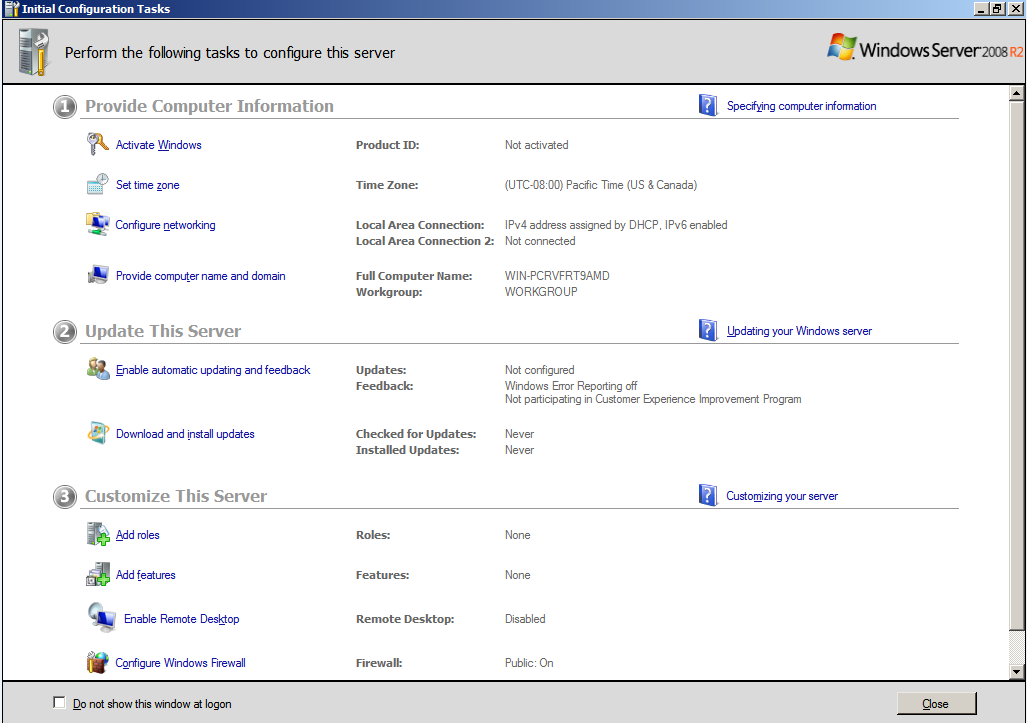 Initial Configuration Tasks
Perform the following tasks to configure this server
Windows Server 2008 R2
1 Provide Computer Information
Specifying computer information
Activate Windows Product ID: Not activated
Set time zone Time Zone: (UTC-08:00) Pacific Time (US & Canada)
Configure networking Local Area Connection: IPv4 address assigned by DHCP, IPv6 enabled
Local Area Connection 2: Not connected
Provide computer name and domain Full Computer Name: WIN-PCRVFRT9AMD
Workgroup: WORKGROUP
2 Update This Server
Updating your Windows server
Enable automatic updating and feedback Updates: Not configured
Feedback: Windows Error Reporting off
Not participating in Customer Experience Improvement Program
Download and install updates Checked for Updates: Never
Installed Updates: Never
3 Customize This Server
Customizing your server
Add roles Roles: None
Add features Features: None
Enable Remote Desktop Remote Desktop: Disabled
Configure Windows Firewall Firewall: Public: On
Do not show this window at logon
Close